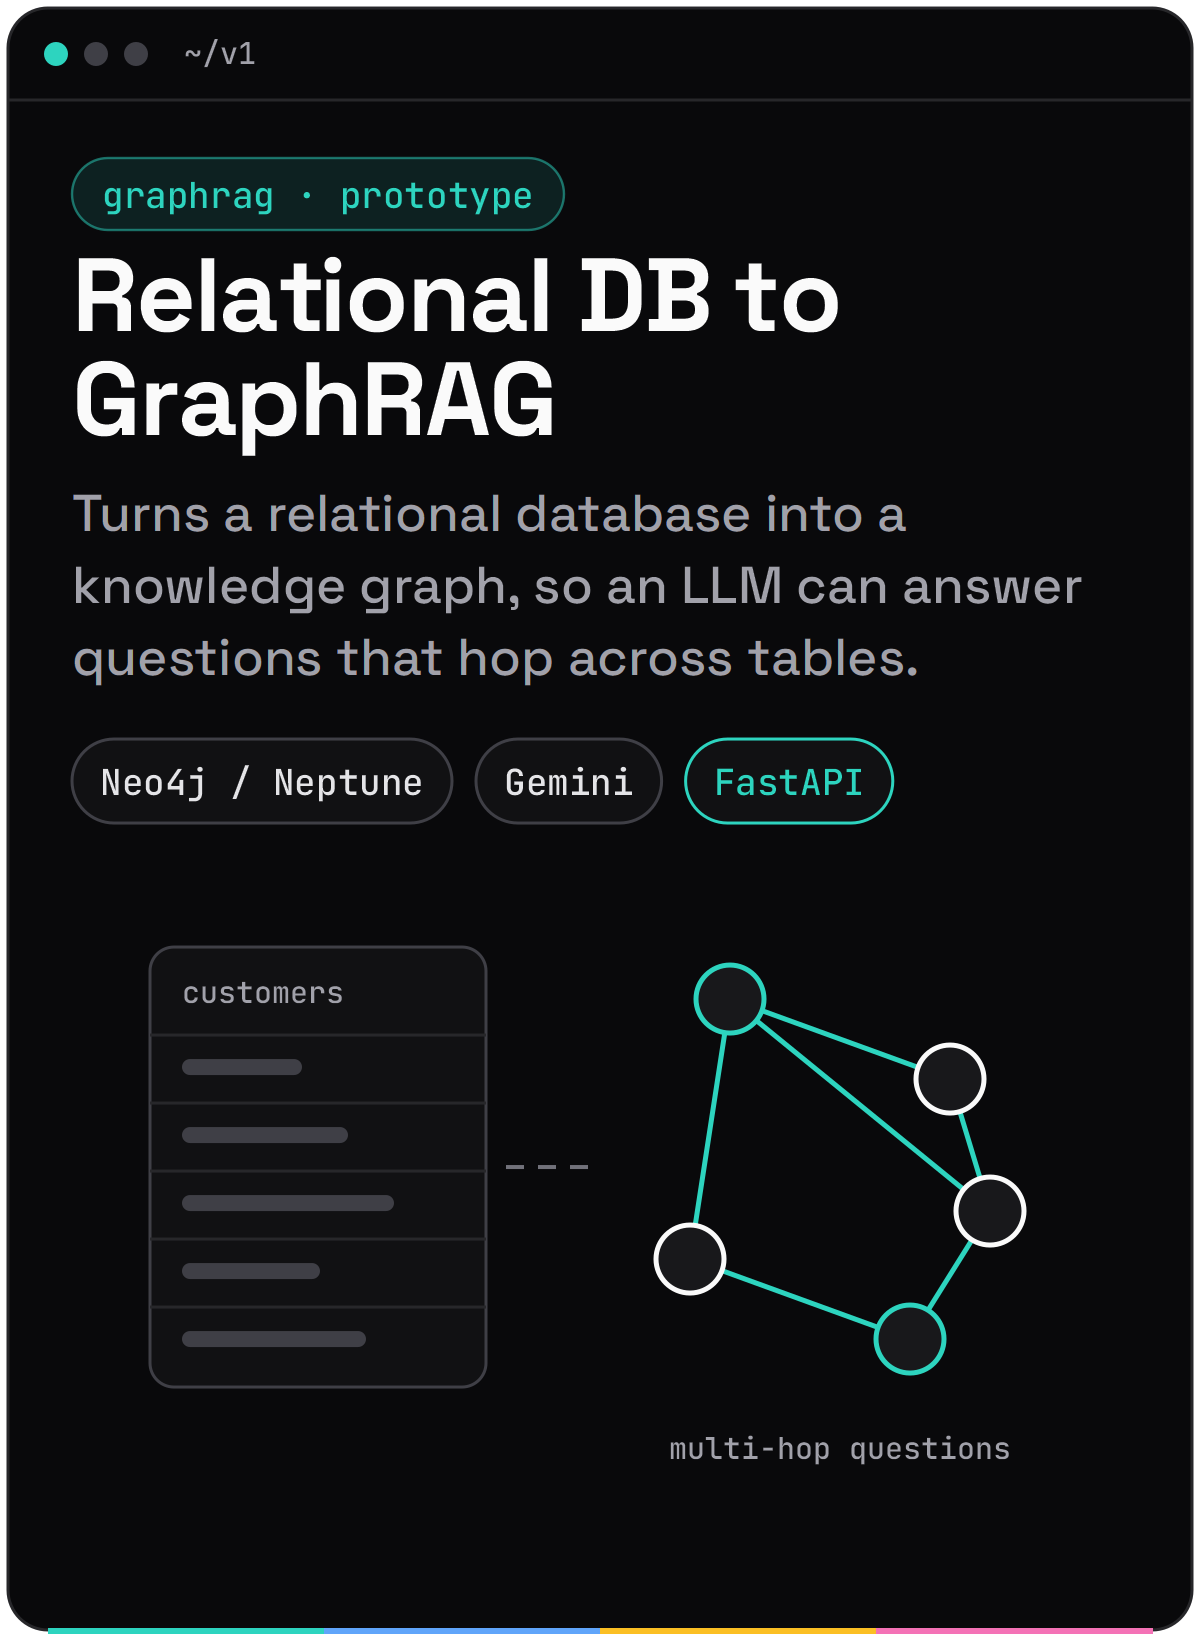 ~/v1
graphrag · prototype
Relational DB to
GraphRAG
Turns a relational database into a
knowledge graph, so an LLM can answer
questions that hop across tables.
Neo4j / Neptune
Gemini
FastAPI
customers
multi-hop questions